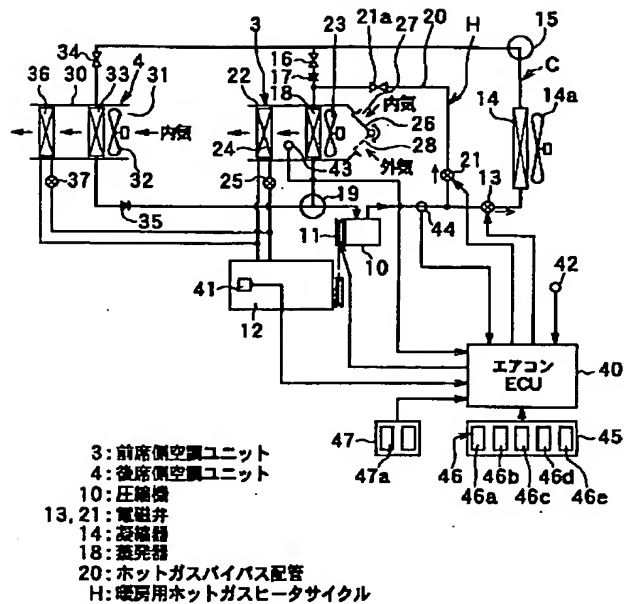 3 23 21a 20 H 15
34 22 16 27
36 30 33 4 31 17 C
18 内気 14 14a
内気 26
24 28
32 43 外気 21 13
37 25
19
35 11 44
10 42
41
12
エアコン
ECU 40
47 45
47a 46 46b 46d
46a 46c 46e
3:前席側空調ユニット
4:後席側空調ユニット
10:圧縮機
13,21:電磁弁
14:凝縮器
18:蒸発器
20:ホットガスバイパス配管
H:暖房用ホットガスヒータサイクル